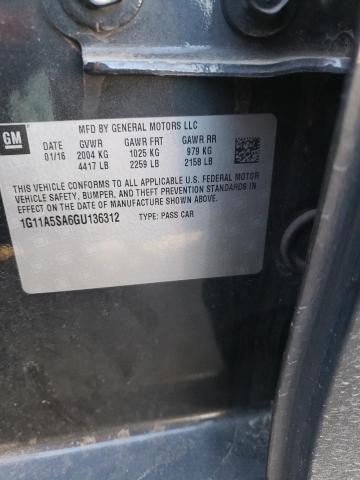 GM
MFD BY GENERAL MOTORS LLC
DATE GVWR GAWR FRT GAWR RR
01/16 2004 KG 1025 KG 979 KG
4417 LB 2259 LB 2158 LB
THIS VEHICLE CONFORMS TO ALL APPLICABLE U.S. FEDERAL MOTOR
VEHICLE SAFETY, BUMPER, AND THEFT PREVENTION STANDARDS
IN EFFECT ON THE DATE OF MANUFACTURE SHOWN ABOVE.
1G11A5SA6GU136312 TYPE: PASS CAR